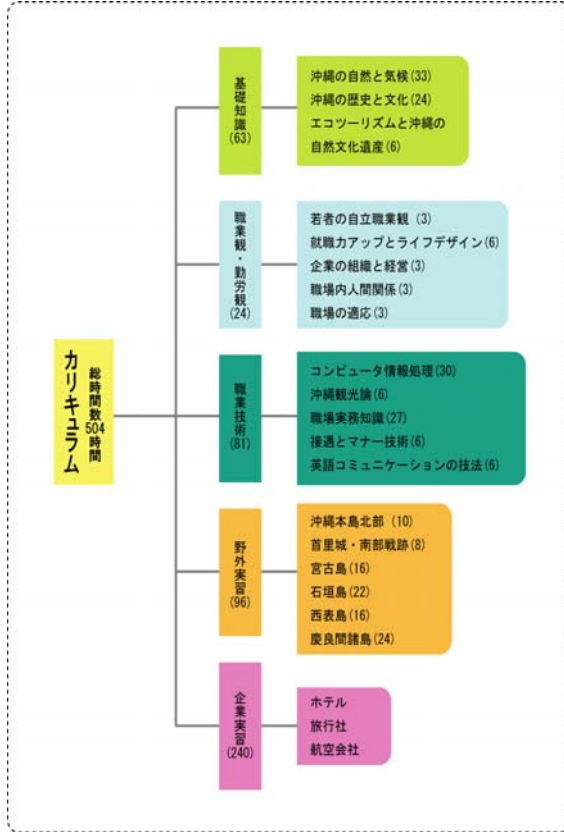 カリキュラム
総時間数504時間
基礎知識
(63)
沖縄の自然と気候(33)
沖縄の歴史と文化(24)
エコツーリズムと沖縄の
自然文化遺産(6)
職業観・勤労観
(24)
若者の自立職業観 (3)
就職力アップとライフデザイン(6)
企業の組織と経営(3)
職場内人間関係(3)
職場の適応(3)
職業技術
(81)
コンピュータ情報処理(30)
沖縄観光論(6)
職場実務知識(27)
接遇とマナー技術(6)
英語コミュニケーションの技法(6)
野外実習
(96)
沖縄本島北部 (10)
首里城・南部戦跡(8)
宮古島(16)
石垣島(22)
西表島(16)
慶良間諸島(24)
企業実習
(240)
ホテル
旅行社
航空会社